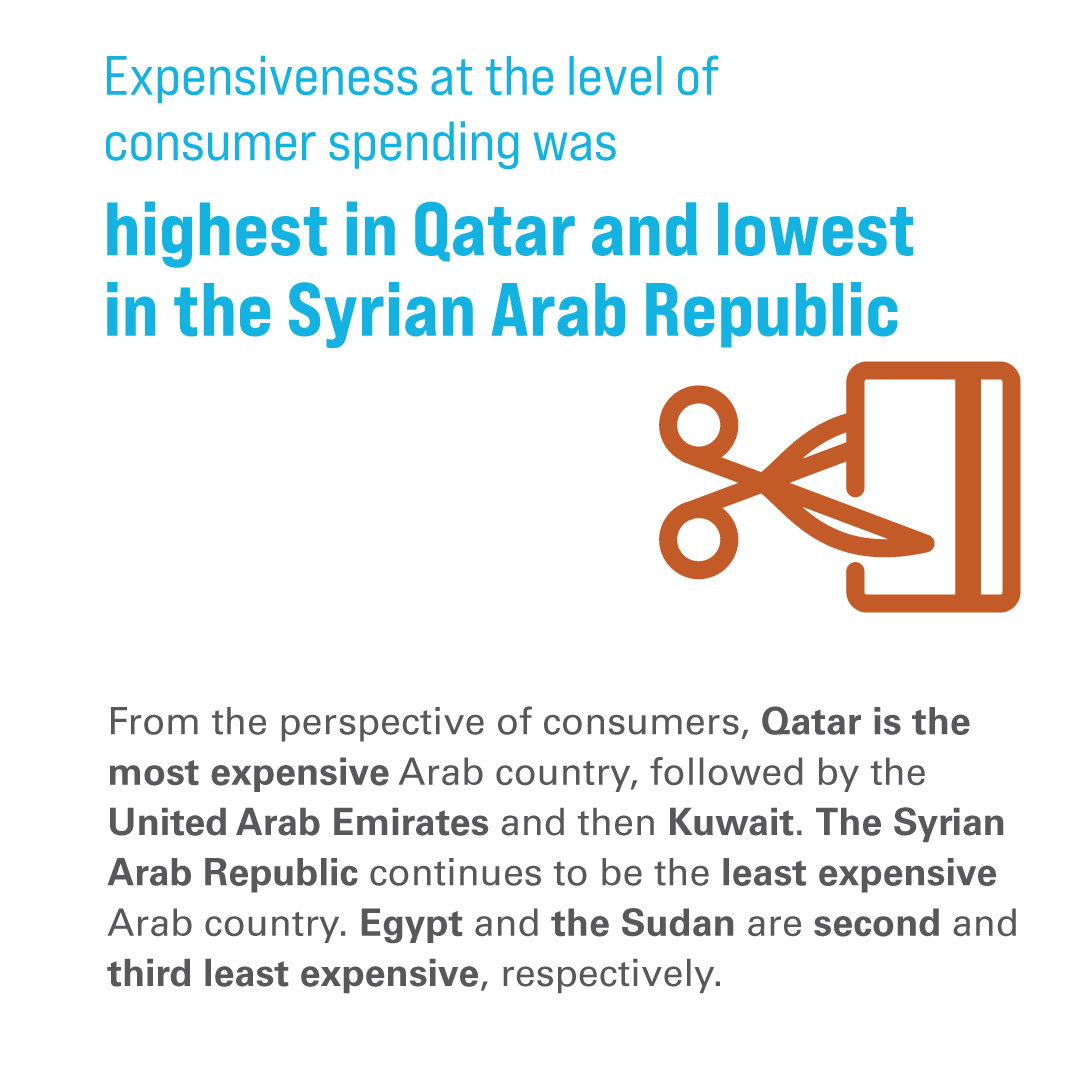 Expensiveness at the level of
consumer spending was
highest in Qatar and lowest
in the Syrian Arab Republic
From the perspective of consumers, Qatar is the
most expensive Arab country, followed by the
United Arab Emirates and then Kuwait. The Syrian
Arab Republic continues to be the least expensive
Arab country. Egypt and the Sudan are second and
third least expensive, respectively.